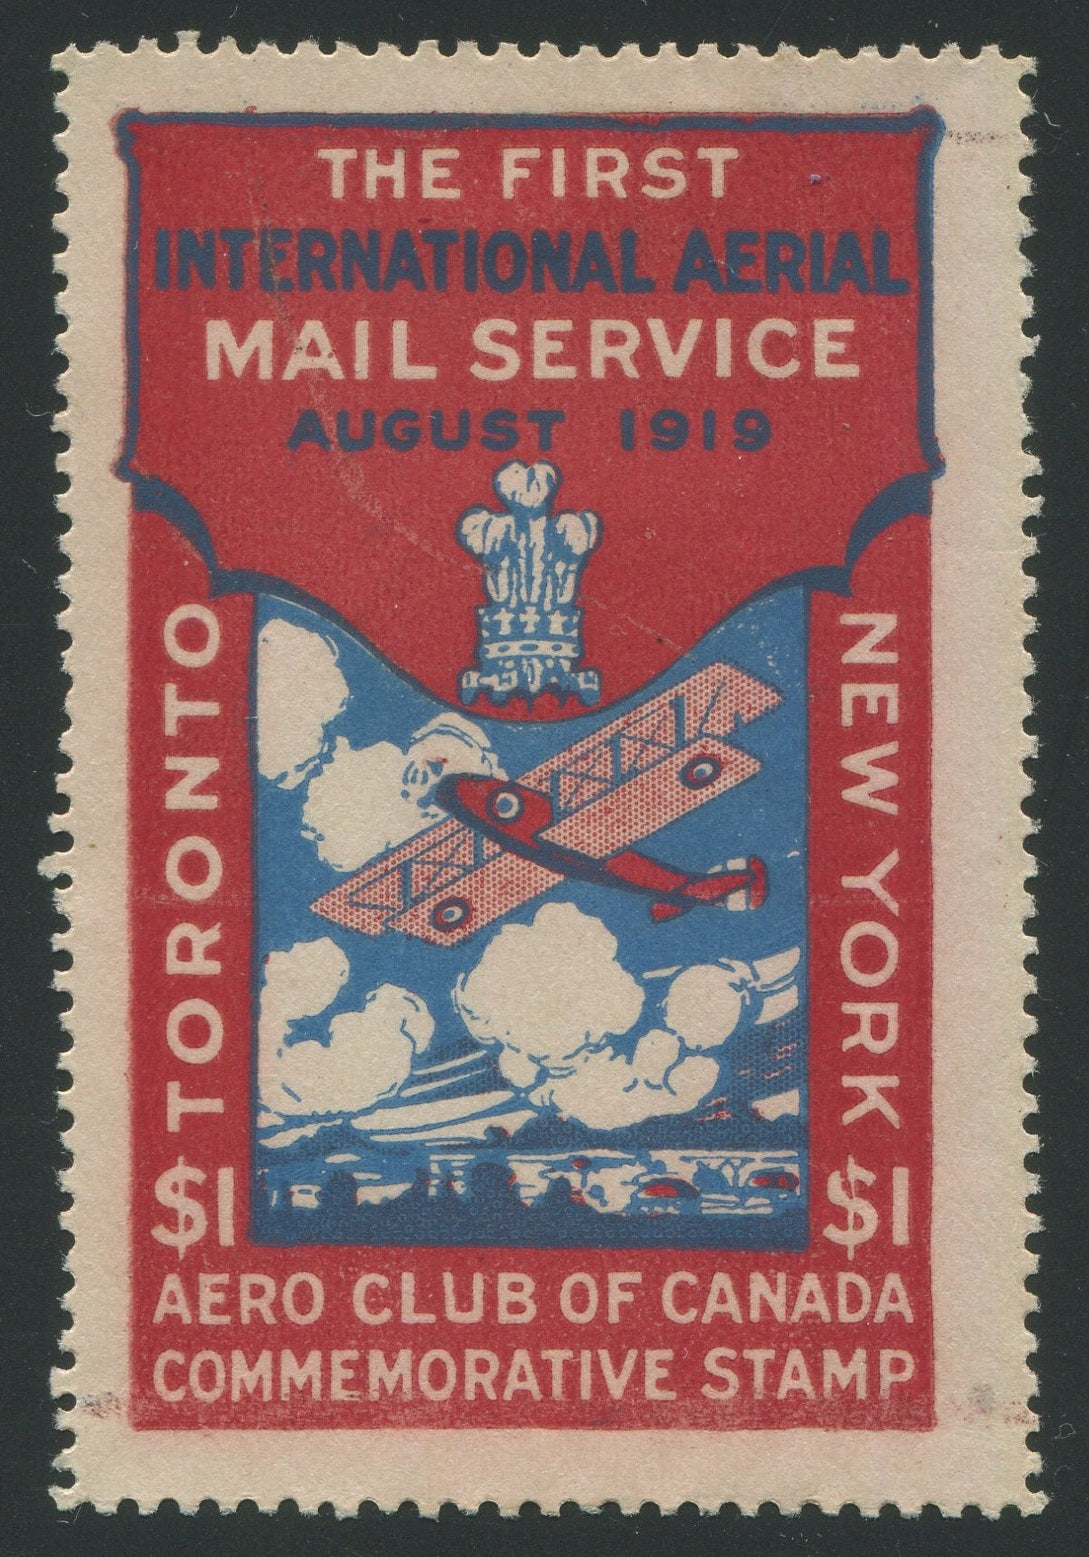 THE FIRST
INTERNATIONAL AERIAL
MAIL SERVICE
AUGUST 1919
TORONTO
NEW YORK
$1
$1
AERO CLUB OF CANADA
COMMEMORATIVE STAMP